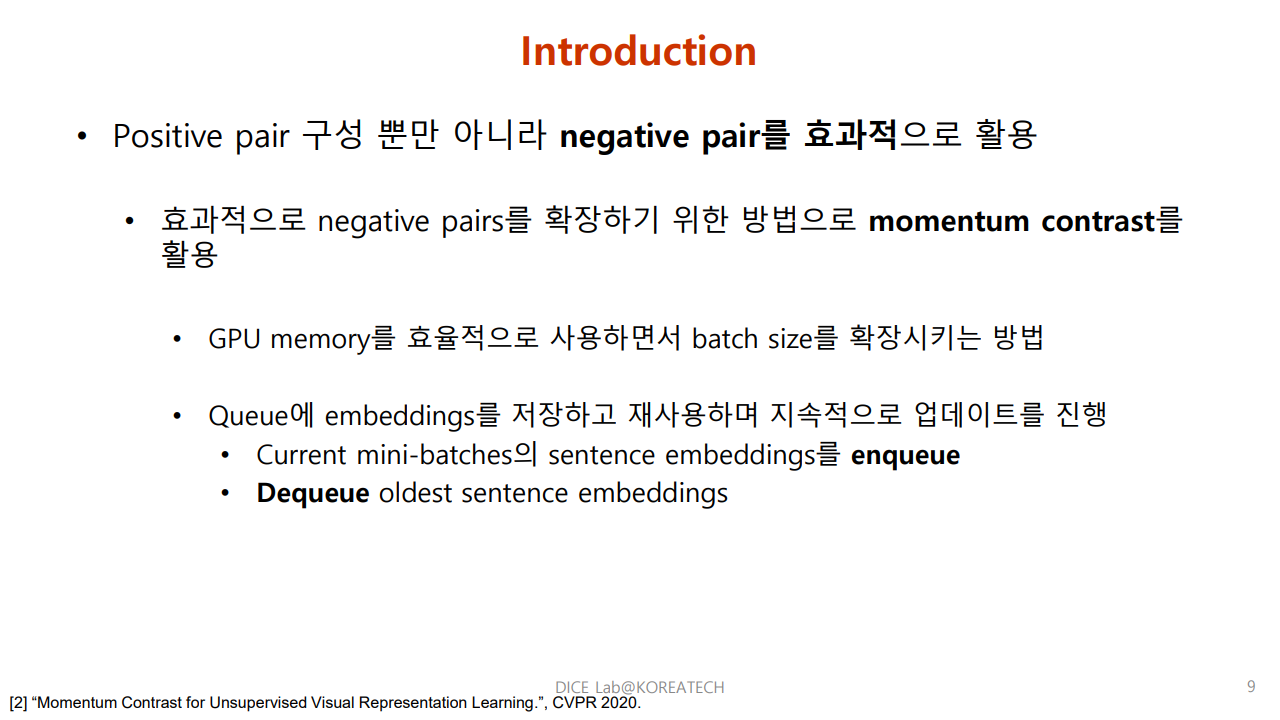 Introduction
• Positive pair 구성 뿐만 아니라 negative pair를 효과적으로 활용
• 효과적으로 negative pairs를 확장하기 위한 방법으로 momentum contrast를
활용
• GPU memory를 효율적으로 사용하면서 batch size를 확장시키는 방법
• Queue에 embeddings를 저장하고 재사용하며 지속적으로 업데이트를 진행
• Current mini-batches의 sentence embeddings를 enqueue
• Dequeue oldest sentence embeddings
DICE Lab@KOREATECH
9
[2] “Momentum Contrast for Unsupervised Visual Representation Learning.”, CVPR 2020.